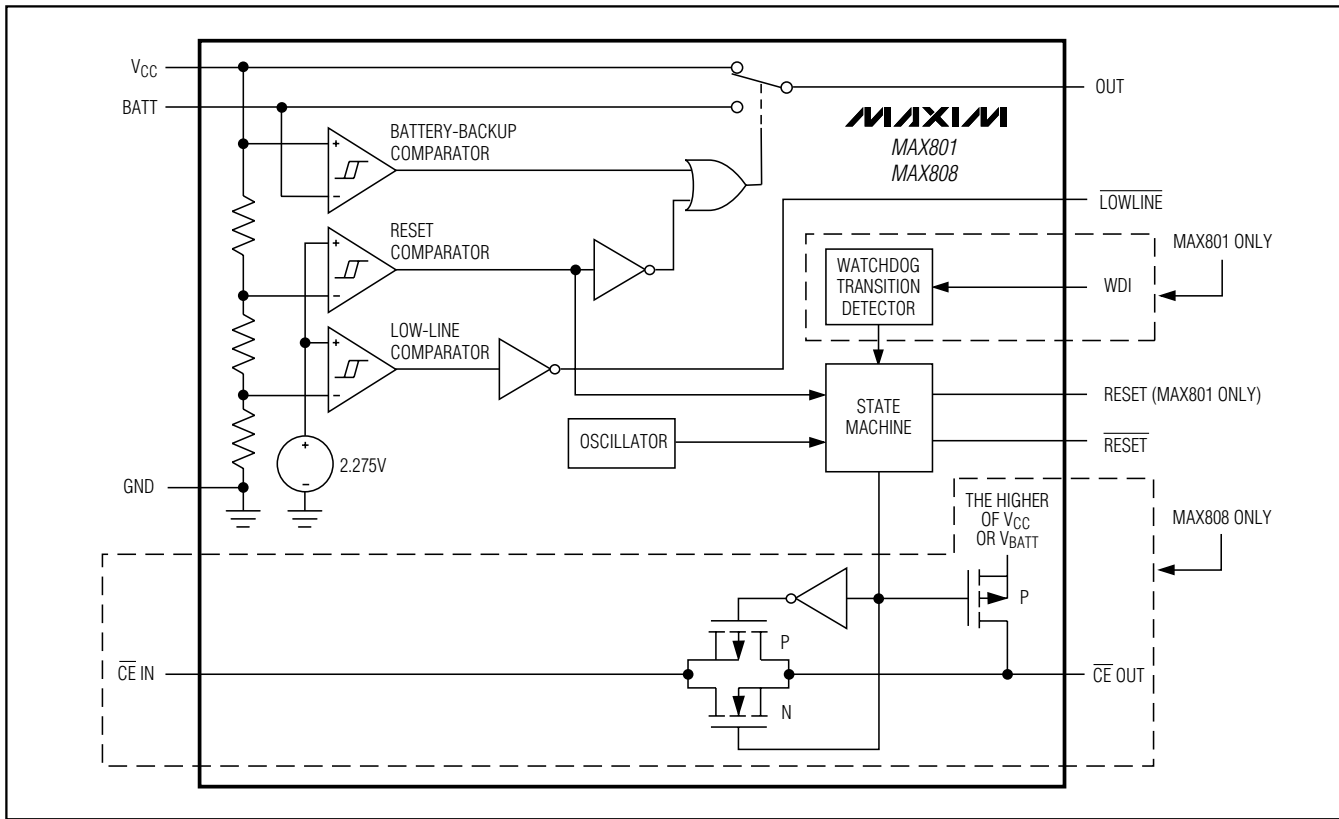 VCC
BATT
OUT
MAXIM
MAX801
MAX808
BATTERY-BACKUP
COMPARATOR
LOWLINE
RESET
COMPARATOR
MAX801 ONLY
WATCHDOG
TRANSITION
DETECTOR
WDI
LOW-LINE
COMPARATOR
STATE
MACHINE
RESET (MAX801 ONLY)
OSCILLATOR
RESET
+
−
+
−
+
−
+
−
2.275V
GND
THE HIGHER
OF VCC
OR VBATT
MAX808 ONLY
P
P
N
CE IN
CE OUT